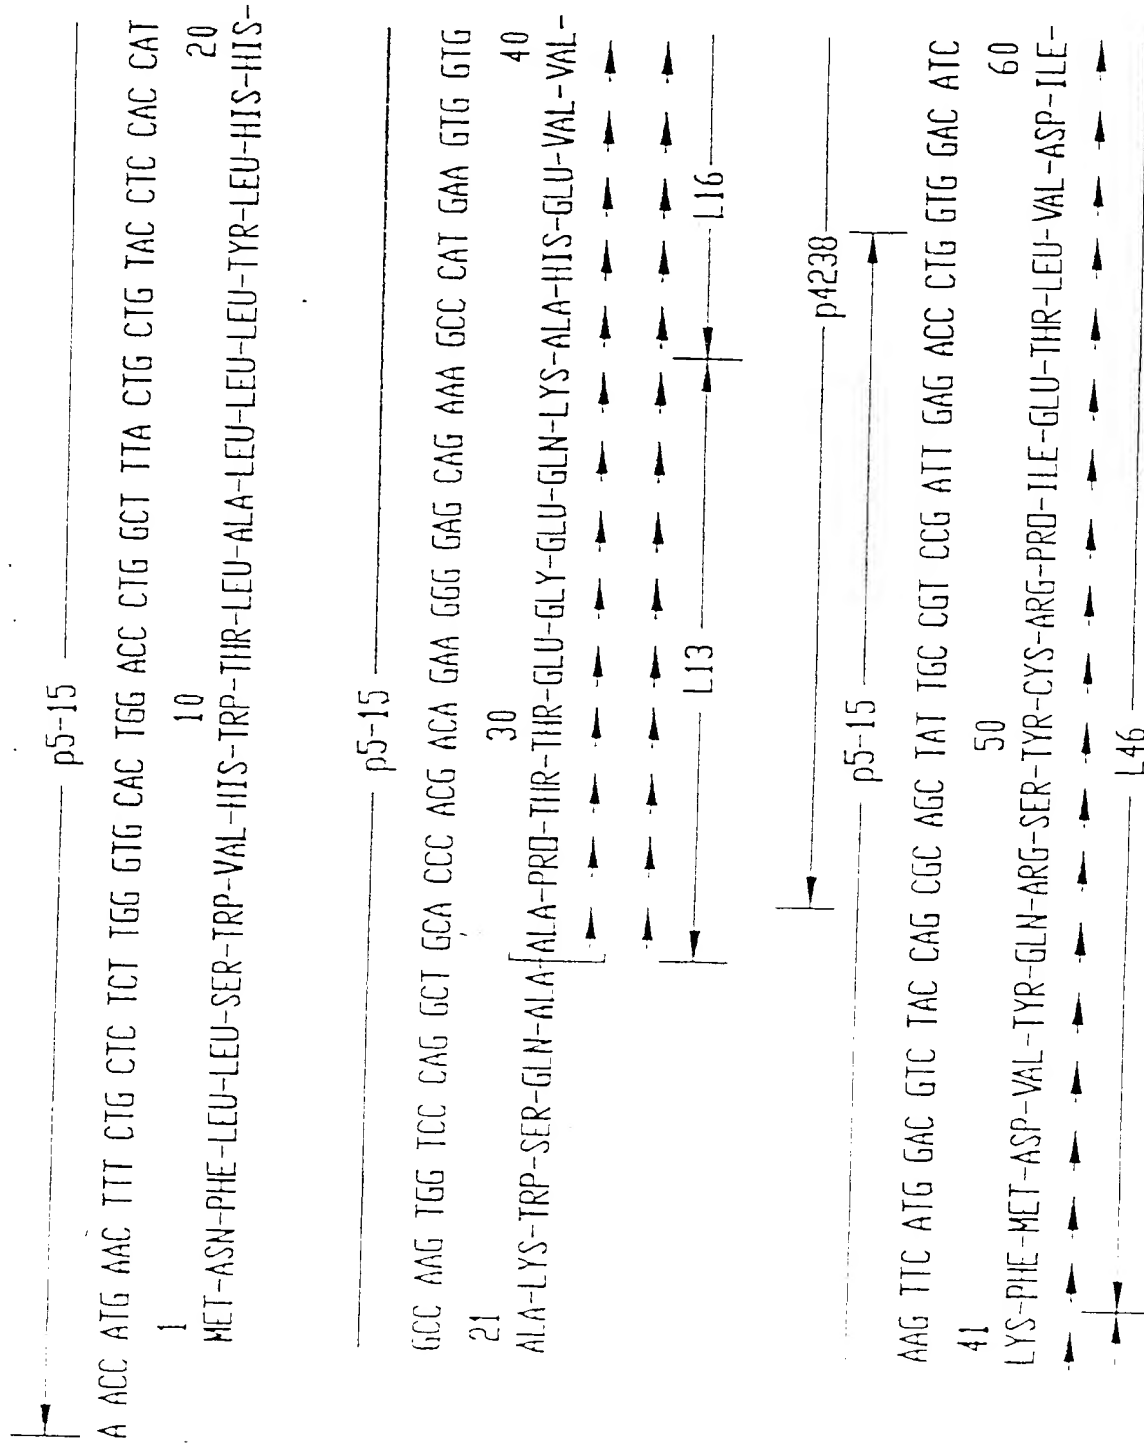 p5-15
A ACC ATG AAC TTT CTG CTC TCT TGG GTG CAC TGG ACC CTG GCT TTA CTG CTG TAC CTC CAC CAT
1 10 20
MET-ASN-PHE-LEU-LEU-SER-TRP-VAL-HIS-TRP-THR-LEU-ALA-LEU-LEU-LEU-TYR-LEU-HIS-HIS-
p5-15
GCC AAG TGG TCC CAG GCT GCA CCC ACG ACA GAA GGG GAG CAG AAA GCC CAT GAA GTG GTG
21 30 40
ALA-LYS-TRP-SER-GLN-ALA-ALA-PRO-THR-THR-GLU-GLY-GLU-GLN-LYS-ALA-HIS-GLU-VAL-VAL-
L13 L16
p4238
p5-15
AAG TTC ATG GAC GTC TAC CAG CGC AGC TAT TGC CGT CCG ATT GAG ACC CTG GTG GAC ATC
41 50 60
LYS-PHE-MET-ASP-VAL-TYR-GLN-ARG-SER-TYR-CYS-ARG-PRO-ILE-GLU-THR-LEU-VAL-ASP-ILE-
L46